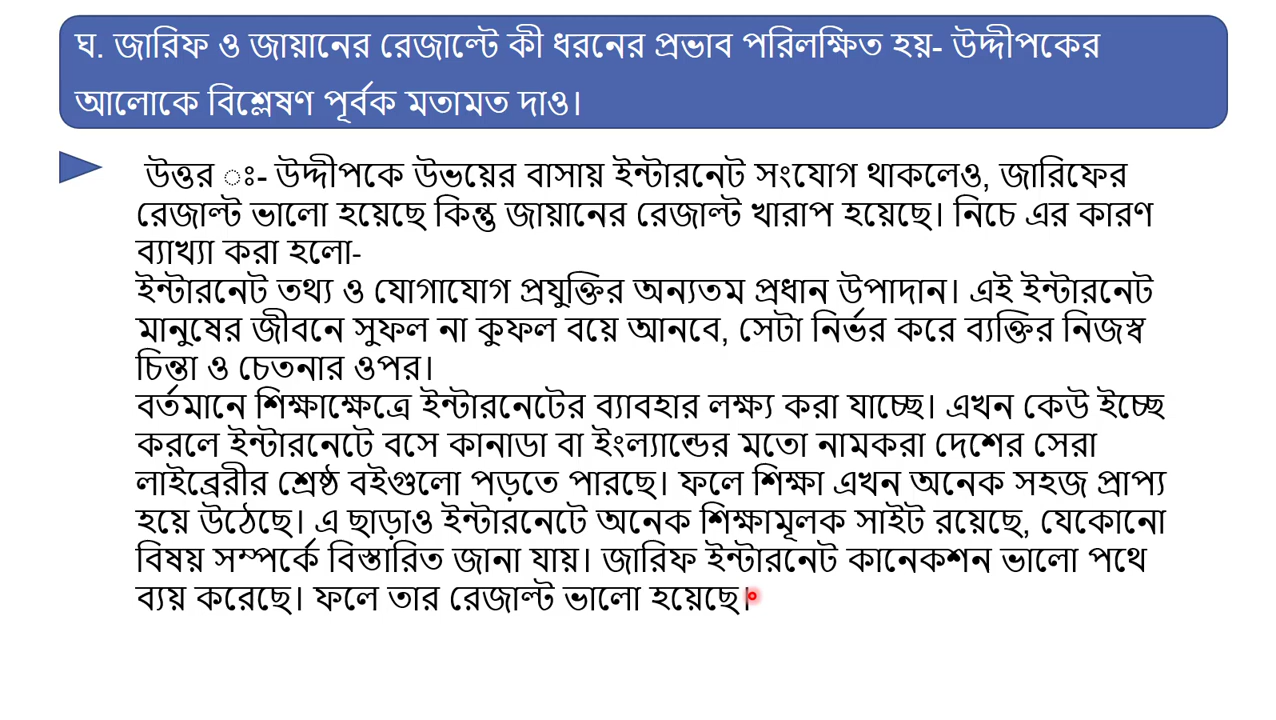 ঘ. জারিফ ও জায়ানের রেজাল্টে কী ধরনের প্রভাব পরিলক্ষিত হয়- উদ্দীপকের
আলোকে বিশ্লেষণ পূর্বক মতামত দাও।
উত্তর ঃ- উদ্দীপকে উভয়ের বাসায় ইন্টারনেট সংযোগ থাকলেও, জারিফের
রেজাল্ট ভালো হয়েছে কিন্তু জায়ানের রেজাল্ট খারাপ হয়েছে। নিচে এর কারণ
ব্যাখ্যা করা হলো-
ইন্টারনেট তথ্য ও যোগাযোগ প্রযুক্তির অন্যতম প্রধান উপাদান। এই ইন্টারনেট
মানুষের জীবনে সুফল না কুফল বয়ে আনবে, সেটা নির্ভর করে ব্যক্তির নিজস্ব
চিন্তা ও চেতনার ওপর।
বর্তমানে শিক্ষাক্ষেত্রে ইন্টারনেটের ব্যাবহার লক্ষ্য করা যাচ্ছে। এখন কেউ ইচ্ছে
করলে ইন্টারনেটে বসে কানাডা বা ইংল্যান্ডের মতো নামকরা দেশের সেরা
লাইব্রেরীর শ্রেষ্ঠ বইগুলো পড়তে পারছে। ফলে শিক্ষা এখন অনেক সহজ প্রাপ্য
হয়ে উঠেছে। এ ছাড়াও ইন্টারনেটে অনেক শিক্ষামূলক সাইট রয়েছে, যেকোনো
বিষয় সম্পর্কে বিস্তারিত জানা যায়। জারিফ ইন্টারনেট কানেকশন ভালো পথে
ব্যয় করেছে। ফলে তার রেজাল্ট ভালো হয়েছে।